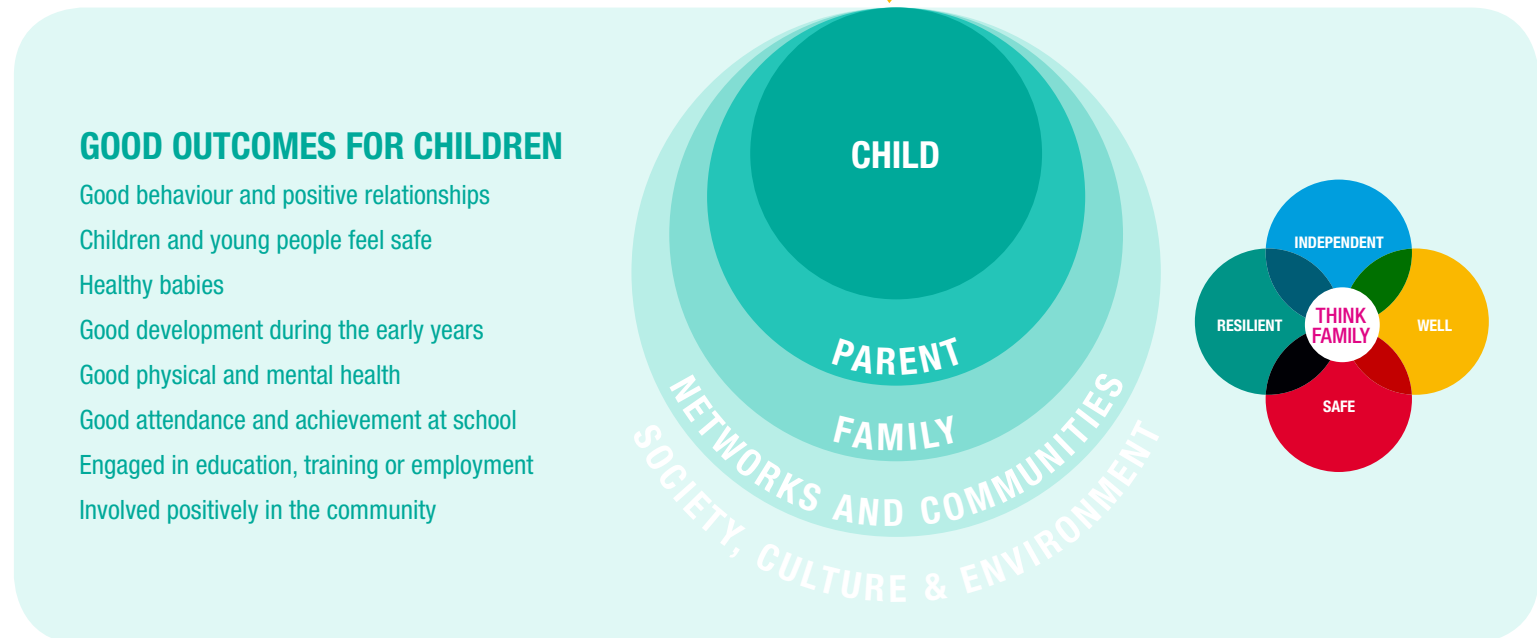 GOOD OUTCOMES FOR CHILDREN
Good behaviour and positive relationships
Children and young people feel safe
Healthy babies
Good development during the early years
Good physical and mental health
Good attendance and achievement at school
Engaged in education, training or employment
Involved positively in the community
CHILD
PARENT
FAMILY
NETWORKS AND COMMUNITIES
SOCIETY, CULTURE & ENVIRONMENT
INDEPENDENT
RESILIENT
THINK
FAMILY
WELL
SAFE